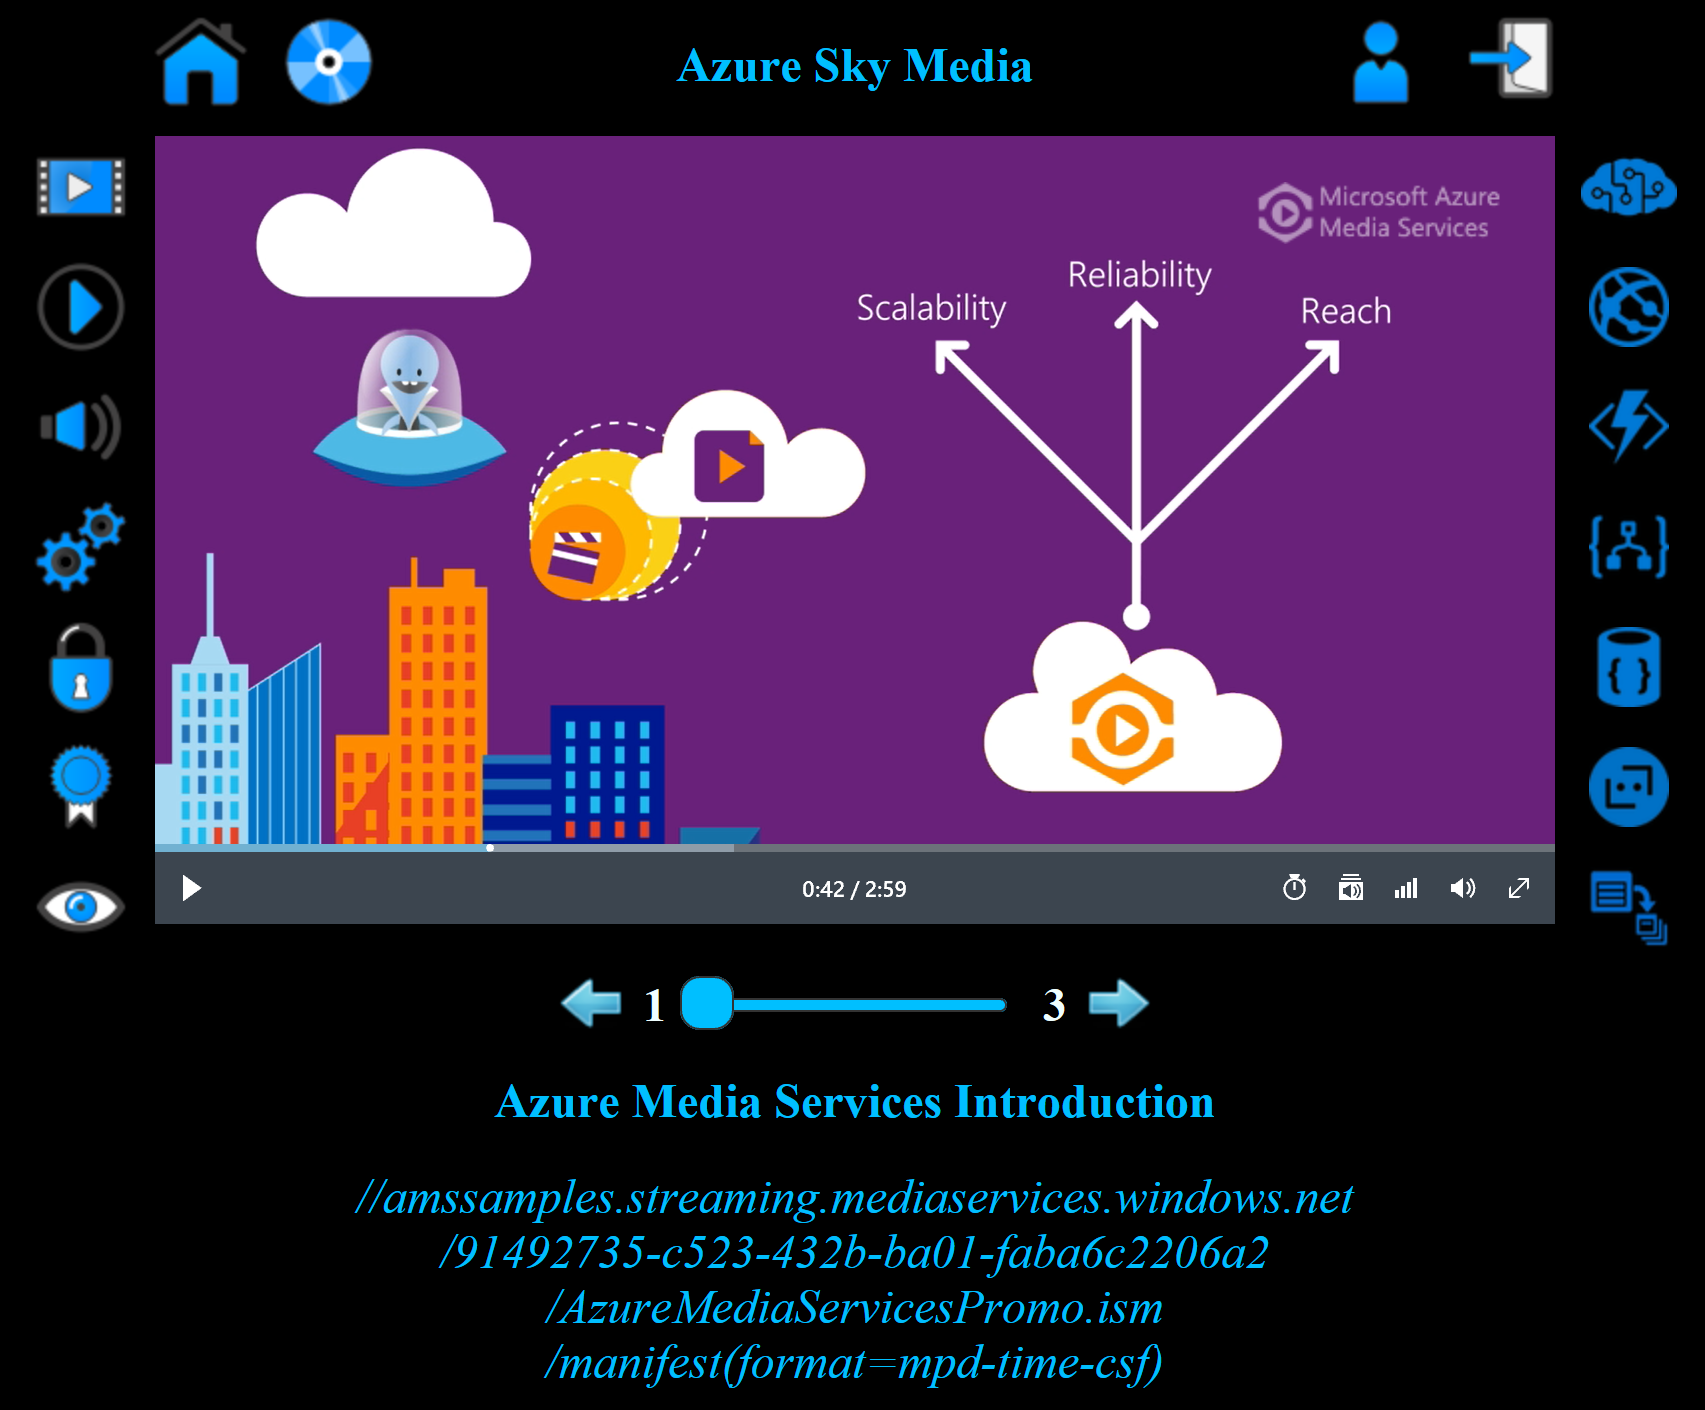 Azure Sky Media
Microsoft Azure
Media Services
Reliability
Scalability
Reach
0:42 / 2:59
1
3
Azure Media Services Introduction
//amssamples.streaming.mediaservices.windows.net
/91492735-c523-432b-ba01-faba6c2206a2
/AzureMediaServicesPromo.ism
/manifest(format=mpd-time-csf)